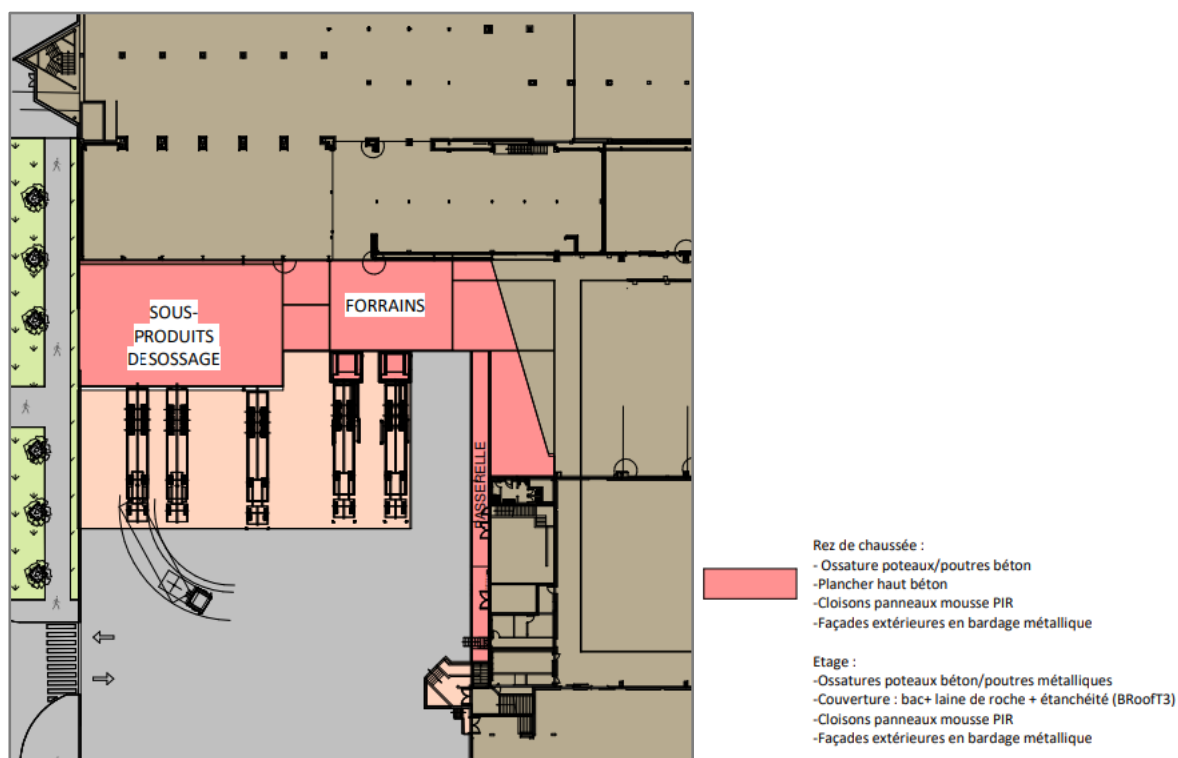 SOUS-
PRODUITS
DESOSSAGE
FORRAINS
PASSERELLE
Rez de chaussée :
- Ossature poteaux/poutres béton
-Plancher haut béton
-Cloisons panneaux mousse PIR
-Façades extérieures en bardage métallique
Etage :
-Ossatures poteaux béton/poutres métalliques
-Couverture : bac+ laine de roche + étanchéité (BRoofT3)
-Cloisons panneaux mousse PIR
-Façades extérieures en bardage métallique